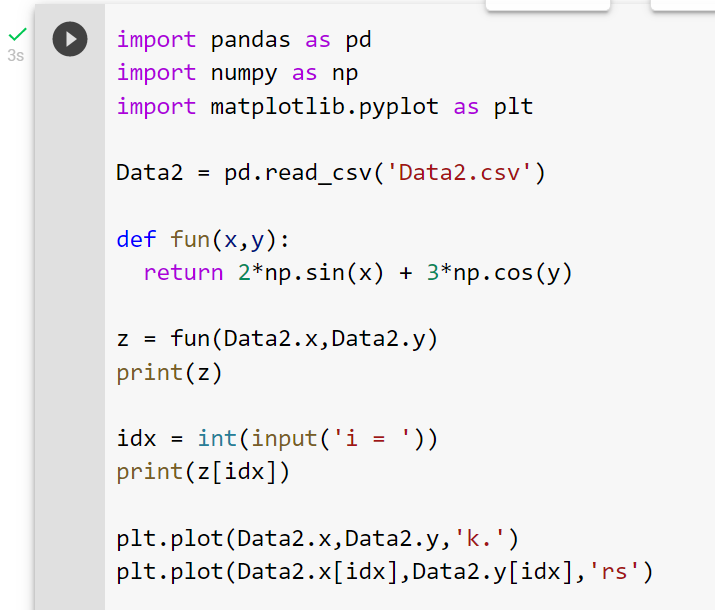 3s
import pandas as pd
import numpy as np
import matplotlib.pyplot as plt
Data2 = pd.read_csv('Data2.csv')
def fun(x,y):
  return 2*np.sin(x) + 3*np.cos(y)
z = fun(Data2.x,Data2.y)
print(z)
idx = int(input('i = '))
print(z[idx])
plt.plot(Data2.x,Data2.y,'k.')
plt.plot(Data2.x[idx],Data2.y[idx],'rs')